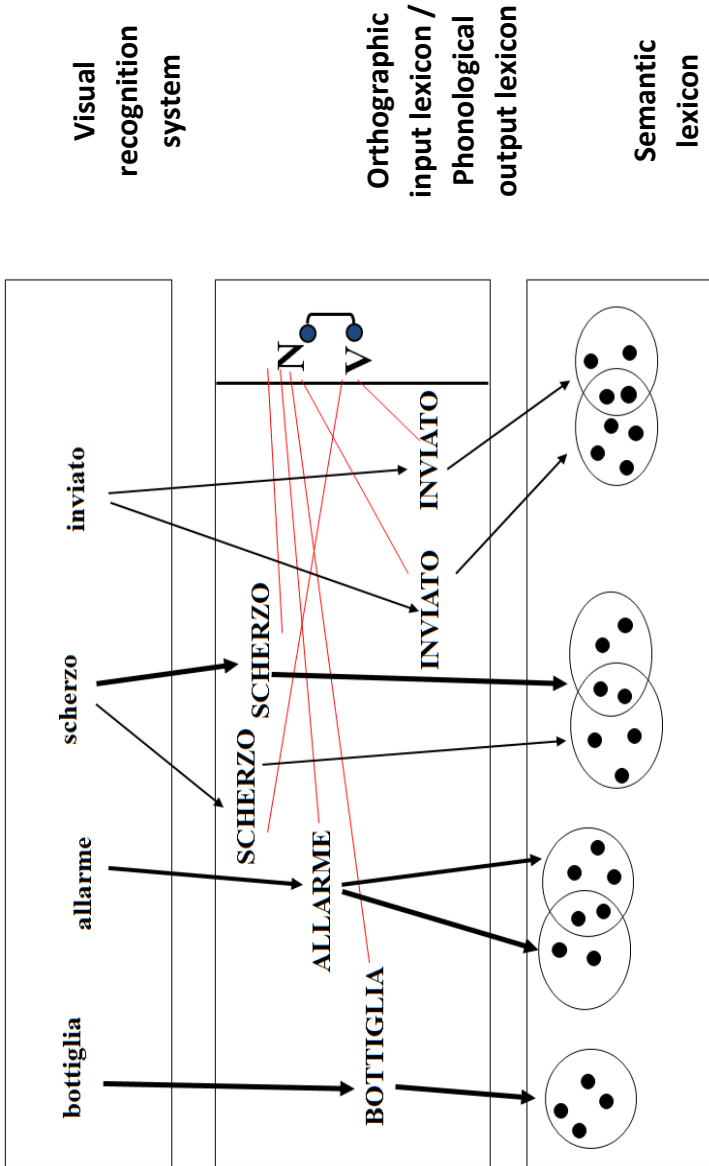 Visual
recognition
system
Orthographic
input lexicon /
Phonological
output lexicon
Semantic
lexicon
bottiglia
allarme
scherzo
inviato
BOTTIGLIA
ALLARME
SCHERZO
SCHERZO
INVIATO
INVIATO
N
V